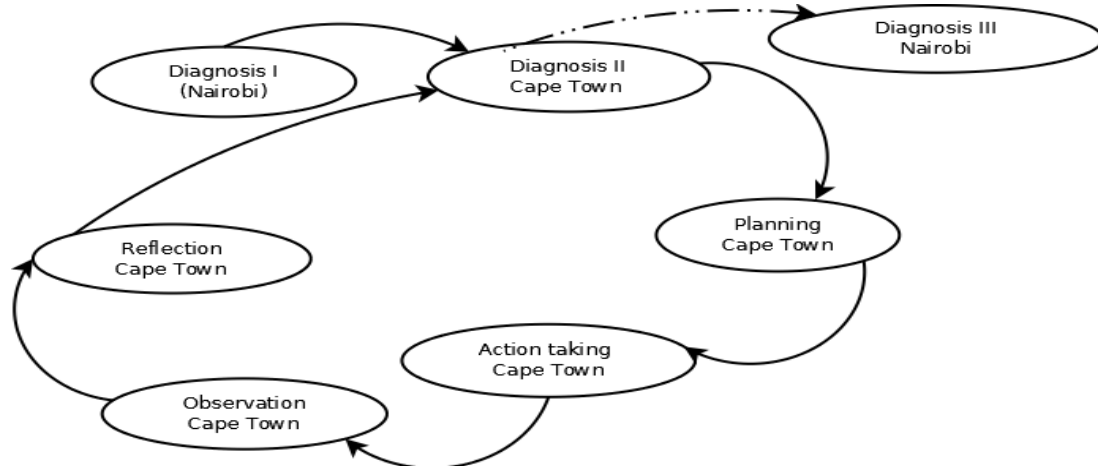 Diagnosis I
(Nairobi)
Diagnosis II
Cape Town
Diagnosis III
Nairobi
Planning
Cape Town
Action taking
Cape Town
Observation
Cape Town
Reflection
Cape Town